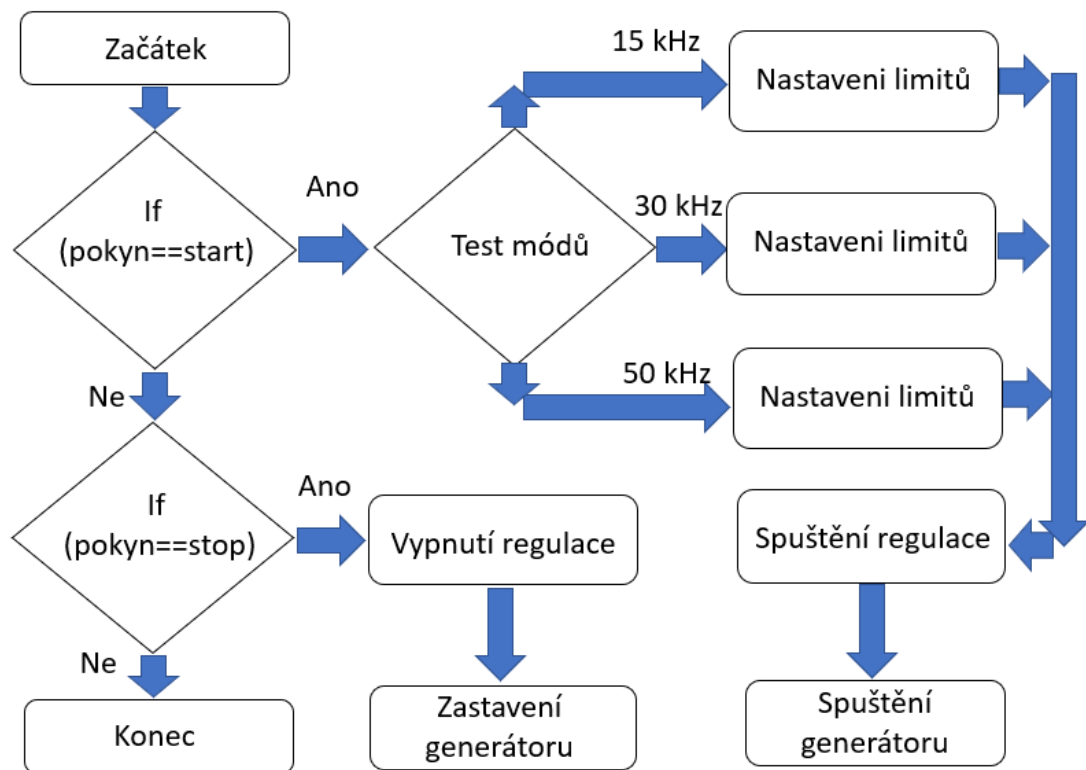 Začátek
15 kHz
Nastaveni limitů
If
(pokyn==start)
Ano
Test módů
30 kHz
Nastaveni limitů
Ne
50 kHz
Nastaveni limitů
If
(pokyn==stop)
Ano
Vypnutí regulace
Spuštění regulace
Ne
Konec
Zastavení
generátoru
Spuštění
generátoru